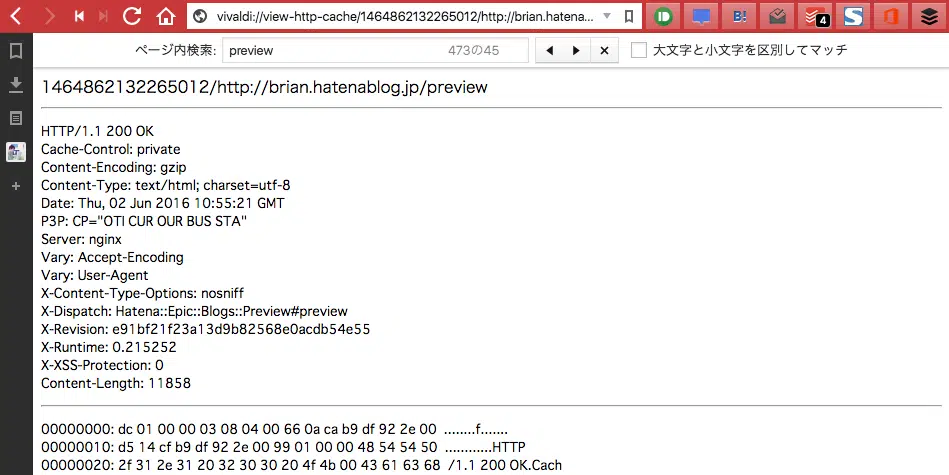 vivaldi://view-http-cache/1464862132265012/http://brian.hatena...
B!
4
S
ページ内検索: preview 473の45 大文字と小文字を区別してマッチ
1464862132265012/http://brian.hatenablog.jp/preview
HTTP/1.1 200 OK
Cache-Control: private
Content-Encoding: gzip
Content-Type: text/html; charset=utf-8
Date: Thu, 02 Jun 2016 10:55:21 GMT
P3P: CP="OTI CUR OUR BUS STA"
Server: nginx
Vary: Accept-Encoding
Vary: User-Agent
X-Content-Type-Options: nosniff
X-Dispatch: Hatena::Epic::Blogs::Preview#preview
X-Revision: e91bf21f23a13d9b82568e0acdb54e55
X-Runtime: 0.215252
X-XSS-Protection: 0
Content-Length: 11858
00000000: dc 01 00 00 03 08 04 00 66 0a ca b9 df 92 2e 00 ........f.......
00000010: d5 14 cf b9 df 92 2e 00 99 01 00 00 48 54 54 50 ............HTTP
00000020: 2f 31 2e 31 20 32 30 30 20 4f 4b 00 43 61 63 68 /1.1 200 OK.Cach